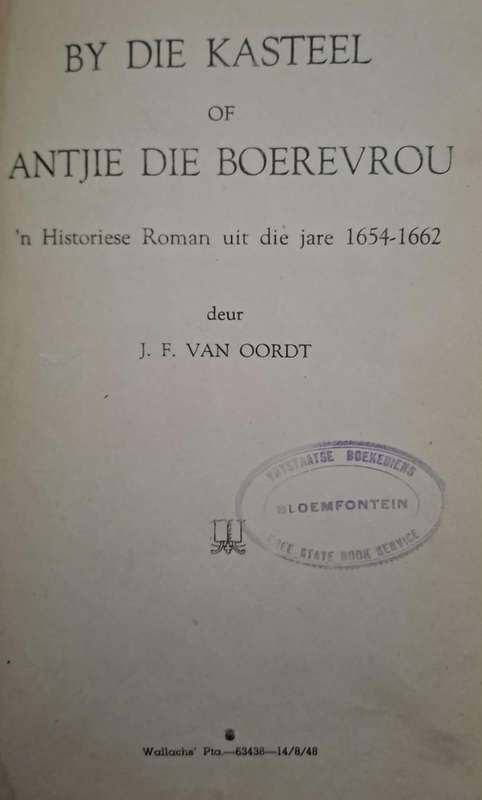 BY DIE KASTEEL
OF
ANTJIE DIE BOEREVROU
'n Historiese Roman uit die jare 1654-1662
deur
J. F. VAN OORDT
VRYSTAATSE BOEKEDIENS
BLOEMFONTEIN
FREE STATE BOOK SERVICE
Wallachs' Pta.—63438—14/8/48